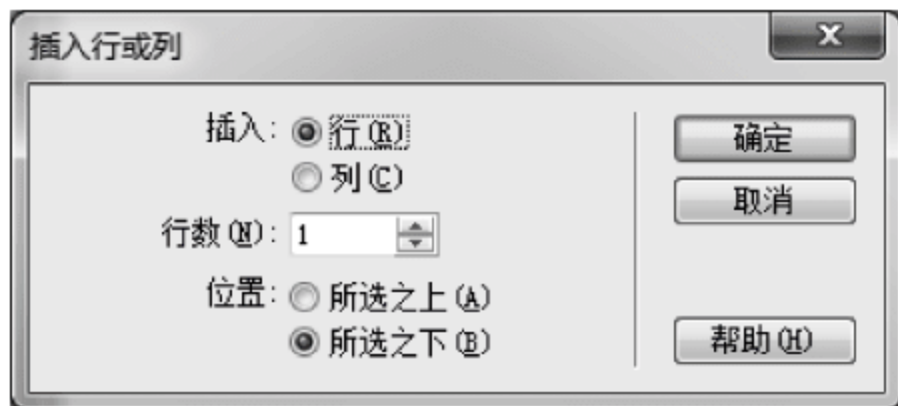 插入行或列
插入: 行(R)
列(C)
行数(N): 1
位置: 所选之上(A)
所选之下(B)
确定
取消
帮助(H)